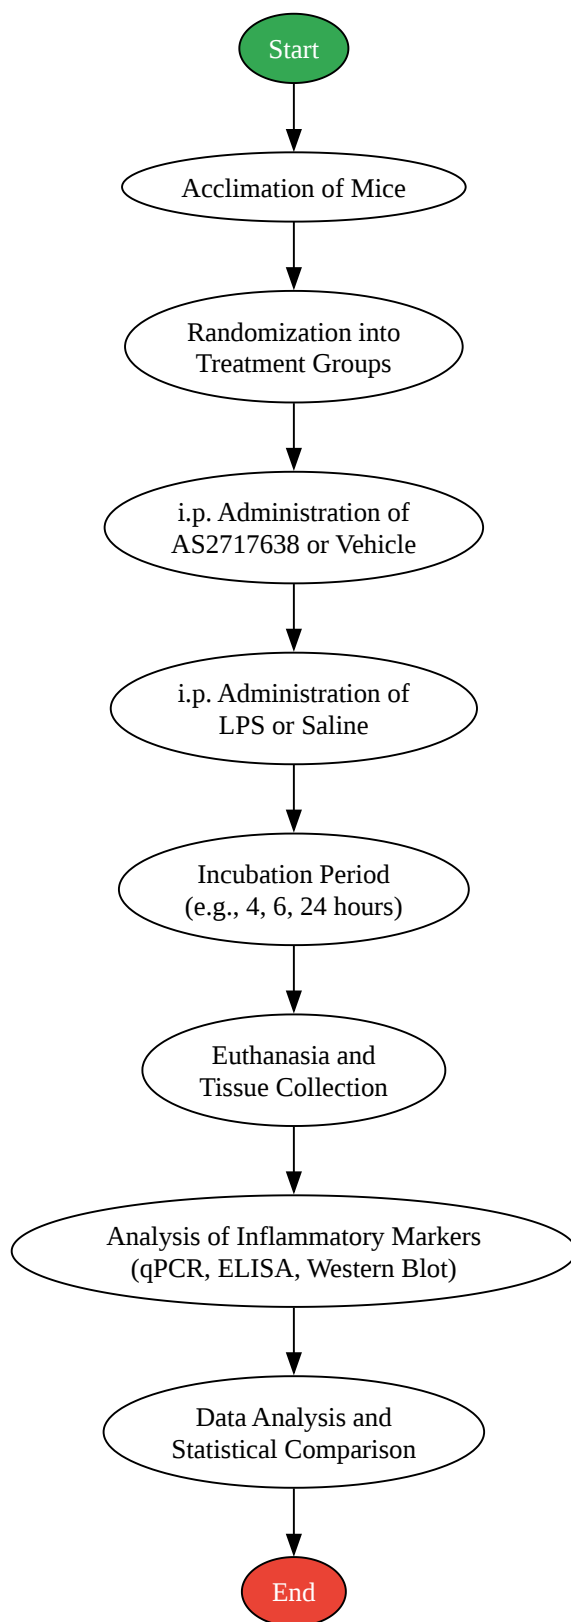 Start
Acclimation of Mice
Randomization into
Treatment Groups
i.p. Administration of
AS2717638 or Vehicle
i.p. Administration of
LPS or Saline
Incubation Period
(e.g., 4, 6, 24 hours)
Euthanasia and
Tissue Collection
Analysis of Inflammatory Markers
(qPCR, ELISA, Western Blot)
Data Analysis and
Statistical Comparison
End